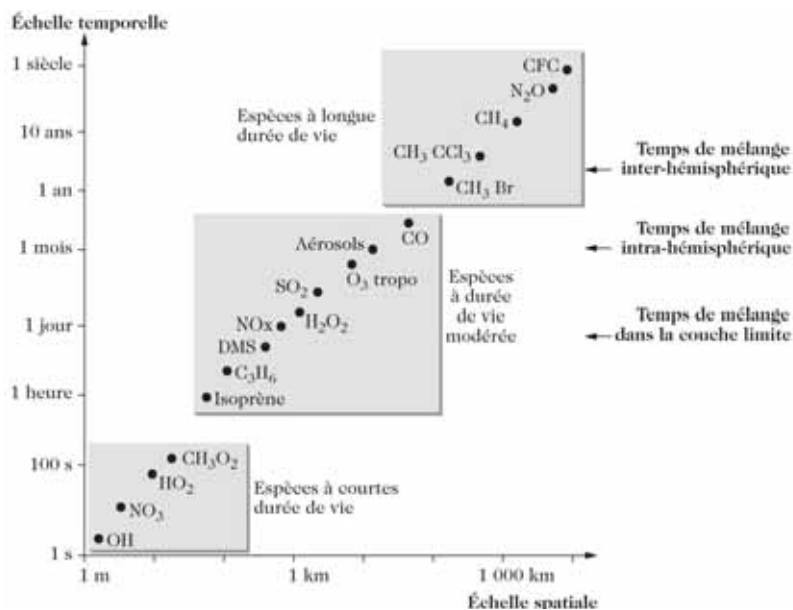 Échelle temporelle
1 siècle
10 ans
1 an
1 mois
1 jour
1 heure
100 s
1 s
CFC
N₂O
CH₄
CH₃ CCl₃
CH₃ Br
Espèces à longue
durée de vie
CO
Aérosols
O₃ tropo
SO₂
H₂O₂
NOx
DMS
C₃H₆
Isoprène
Espèces
à durée
de vie
modérée
CH₃O₂
HO₂
NO₃
OH
Espèces à courtes
durée de vie
Temps de mélange
inter-hémisphérique
Temps de mélange
intra-hémisphérique
Temps de mélange
dans la couche limite
1 m
1 km
1 000 km
Échelle spatiale